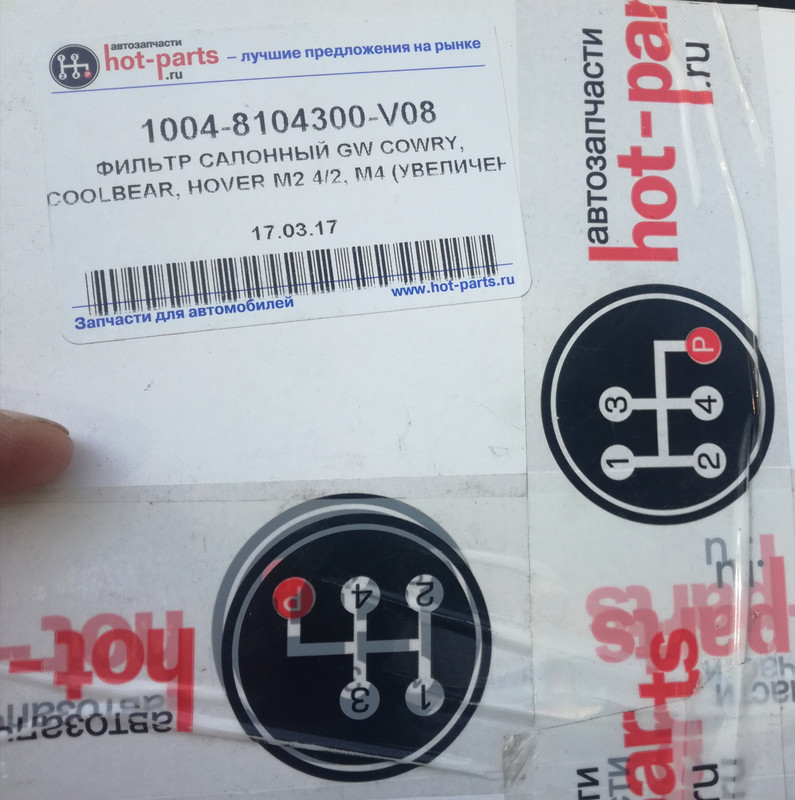 автозапчасти
hot-parts – лучшие предложения на рынке
.ru
1004-8104300-V08
ФИЛЬТР САЛОННЫЙ GW COWRY,
COOLBEAR, HOVER M2 4/2, M4 (УВЕЛИЧЕН
17.03.17
Запчасти для автомобилей www.hot-parts.ru
автозапчасти
hot-par
.ru
P
3 4
1 2
P 4 2
3 1
hot-
автозапчасти
arts
.ru